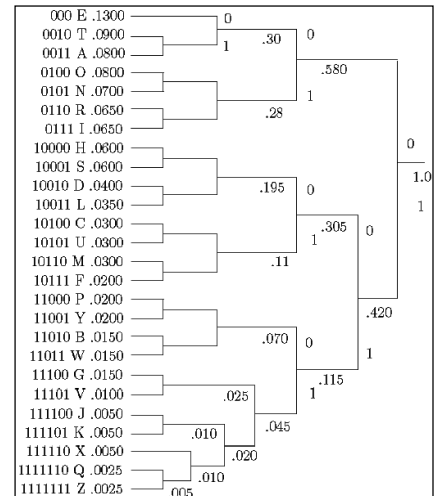 000 E .1300
0010 T .0900
0011 A .0800
0100 O .0800
0101 N .0700
0110 R .0650
0111 I .0650
10000 H .0600
10001 S .0600
10010 D .0400
10011 L .0350
10100 C .0300
10101 U .0300
10110 M .0300
10111 F .0200
11000 P .0200
11001 Y .0200
11010 B .0150
11011 W .0150
11100 G .0150
11101 V .0100
111100 J .0050
111101 K .0050
111110 X .0050
1111110 Q .0025
1111111 Z .0025
0
1
.30
0
.580
1
.28
0
1.0
1
.195
0
1
.305
0
.11
.420
.070
0
1
.115
1
.025
.045
.010
.020
.010
.005